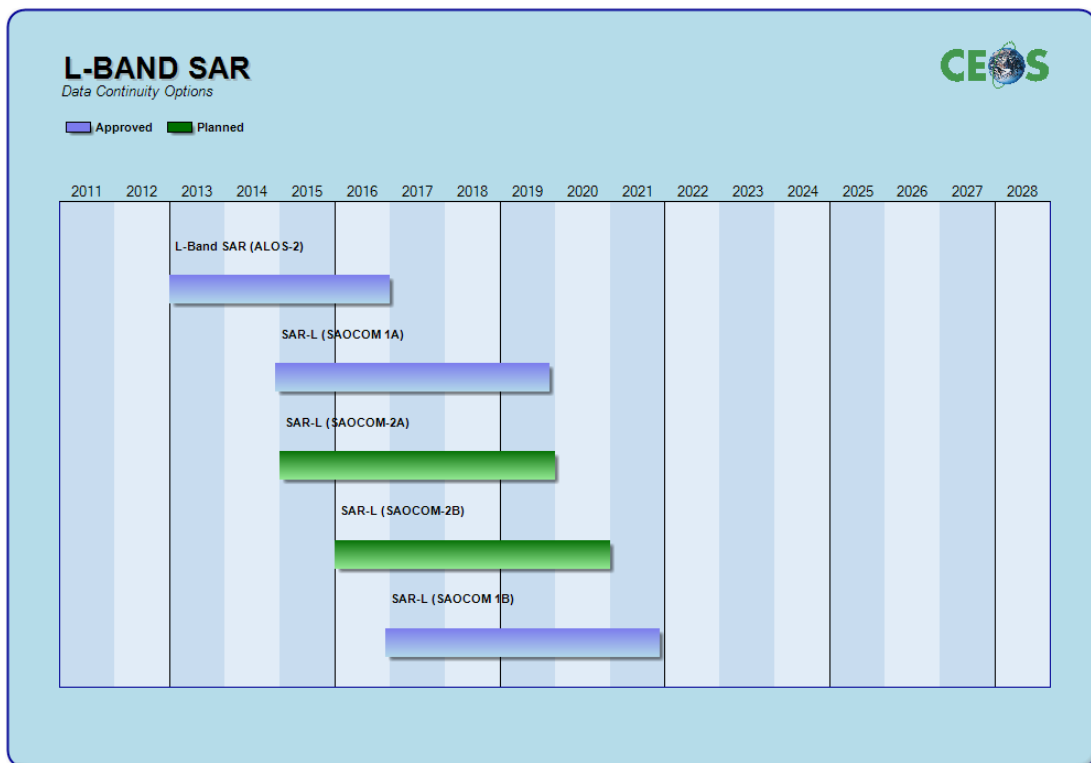 L-BAND SAR
Data Continuity Options
CEOS
Approved Planned
2011 2012 2013 2014 2015 2016 2017 2018 2019 2020 2021 2022 2023 2024 2025 2026 2027 2028
L-Band SAR (ALOS-2)
SAR-L (SAOCOM 1A)
SAR-L (SAOCOM-2A)
SAR-L (SAOCOM-2B)
SAR-L (SAOCOM 1B)